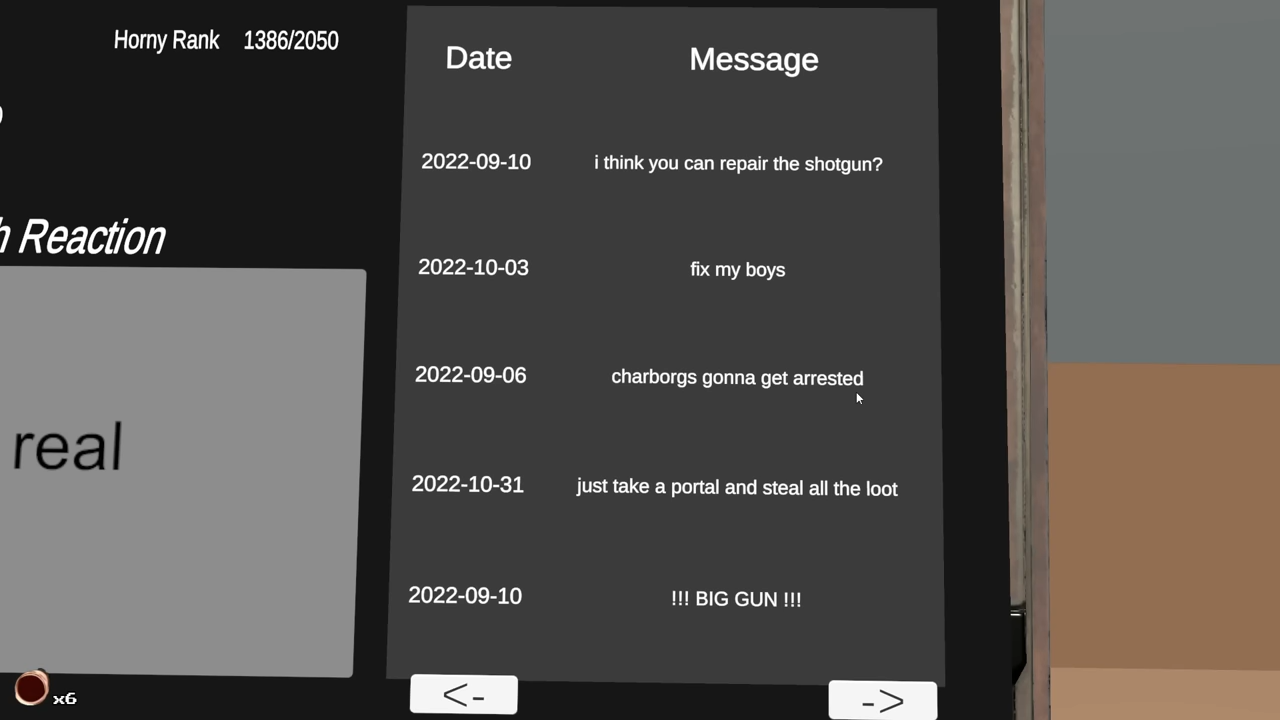 Horny Rank 1386/2050
h Reaction
real
x6
Date Message
2022-09-10 i think you can repair the shotgun?
2022-10-03 fix my boys
2022-09-06 charborgs gonna get arrested
2022-10-31 just take a portal and steal all the loot
2022-09-10 !!! BIG GUN !!!
<- ->